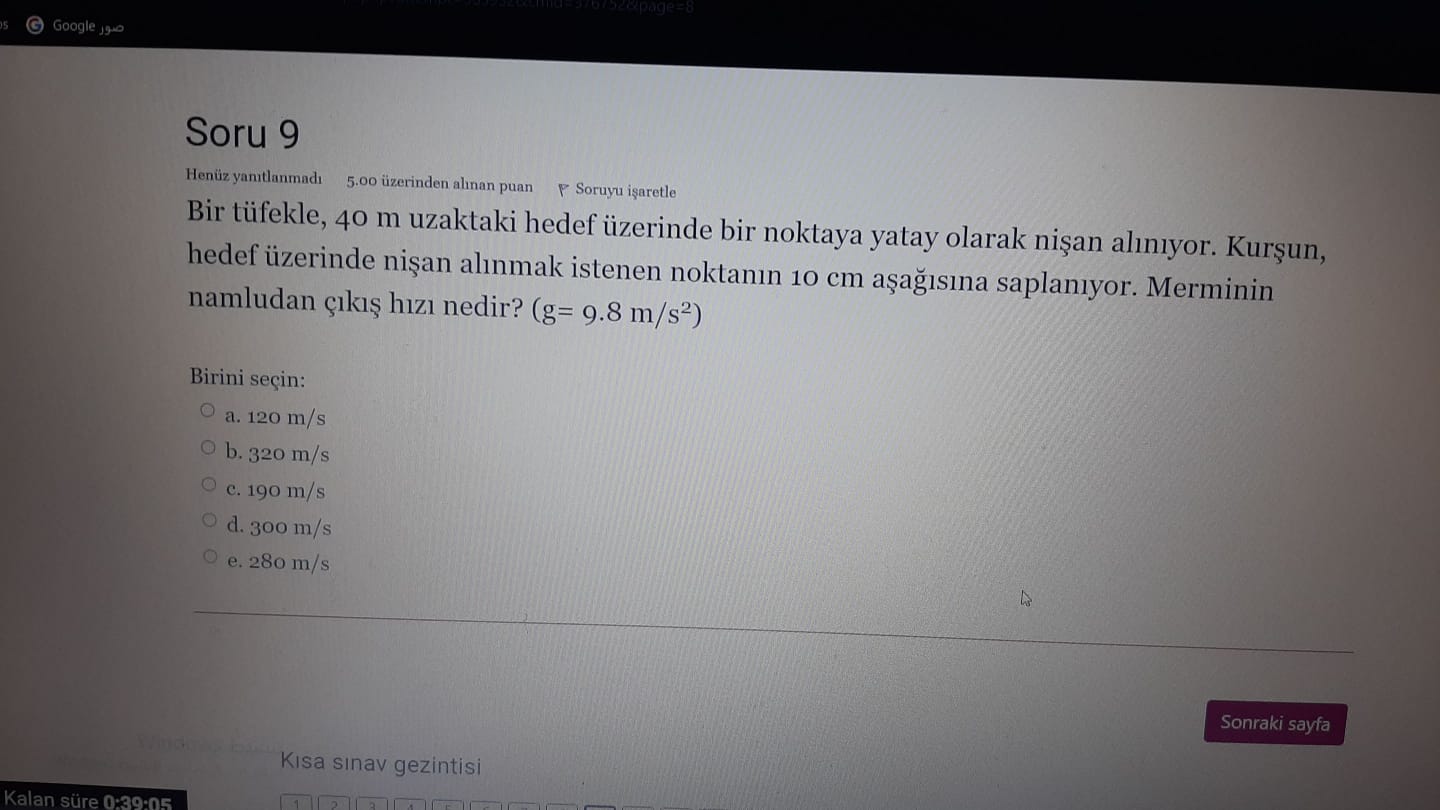 Google صور
Soru 9
Henüz yanıtlanmadı 5.00 üzerinden alınan puan Soruyu işaretle
Bir tüfekle, 40 m uzaktaki hedef üzerinde bir noktaya yatay olarak nişan alınıyor. Kurşun,
hedef üzerinde nişan alınmak istenen noktanın 10 cm aşağısına saplanıyor. Merminin
namludan çıkış hızı nedir? (g= 9.8 m/s²)
Birini seçin:
a. 120 m/s
b. 320 m/s
c. 190 m/s
d. 300 m/s
e. 280 m/s
Sonraki sayfa
Kısa sınav gezintisi
Kalan süre 0:39:05
1 2 3 4 5